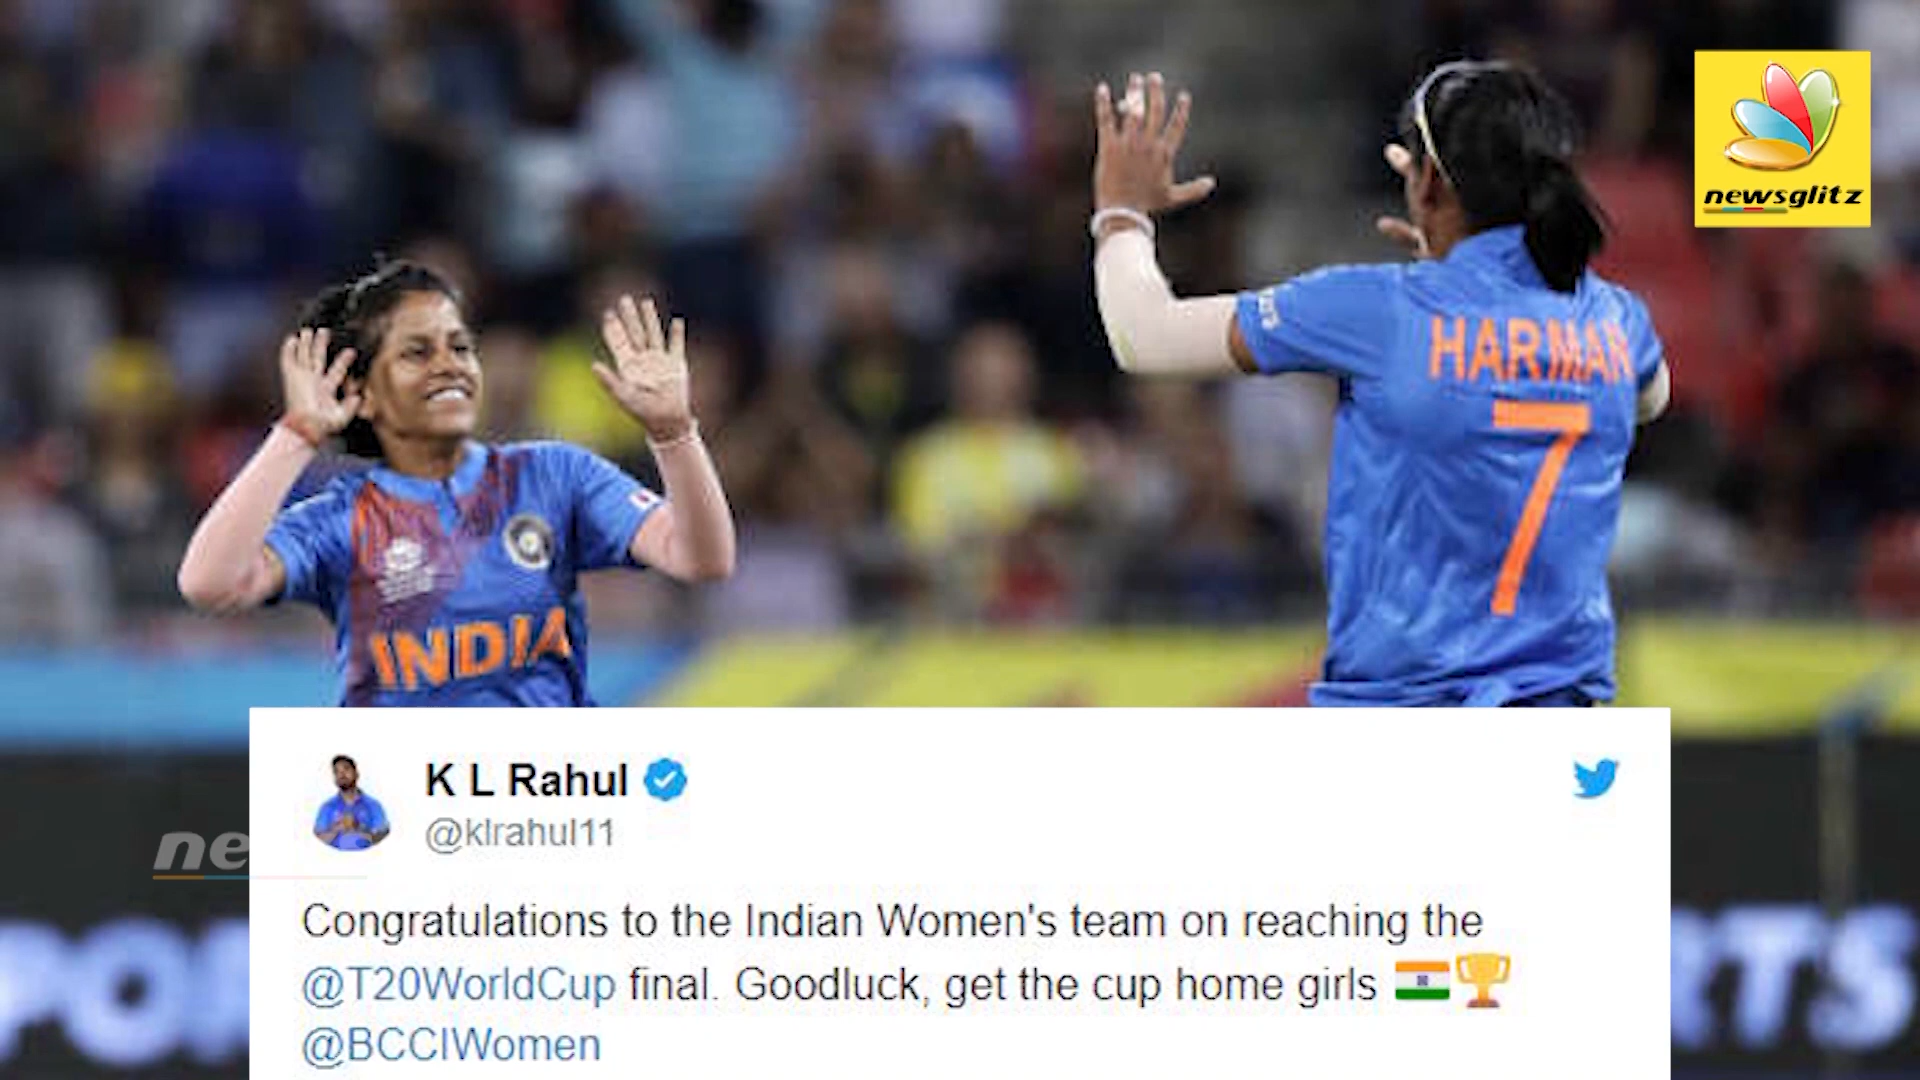 newsglitz
HARMAN
7
INDIA
K L Rahul
@klrahul11
ne
Congratulations to the Indian Women's team on reaching the
@T20WorldCup final. Goodluck, get the cup home girls 🇮🇳🏆
@BCCIWomen